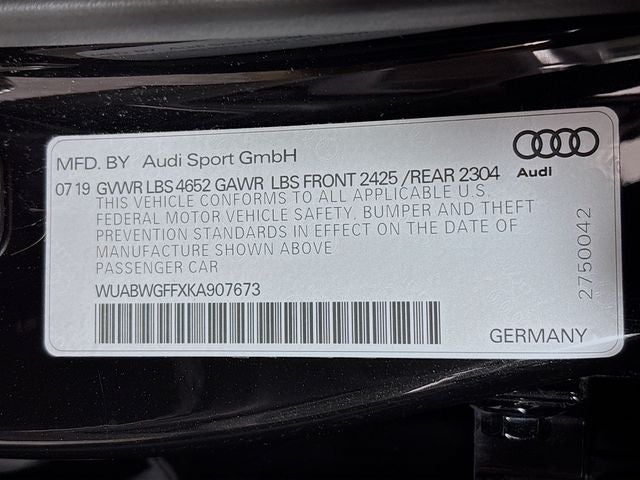 MFD. BY Audi Sport GmbH
Audi
07 19 GVWR LBS 4652 GAWR LBS FRONT 2425 /REAR 2304
THIS VEHICLE CONFORMS TO ALL APPLICABLE U.S.
FEDERAL MOTOR VEHICLE SAFETY, BUMPER AND THEFT
PREVENTION STANDARDS IN EFFECT ON THE DATE OF
MANUFACTURE SHOWN ABOVE
PASSENGER CAR
WUABWGFFXKA907673
2750042
GERMANY